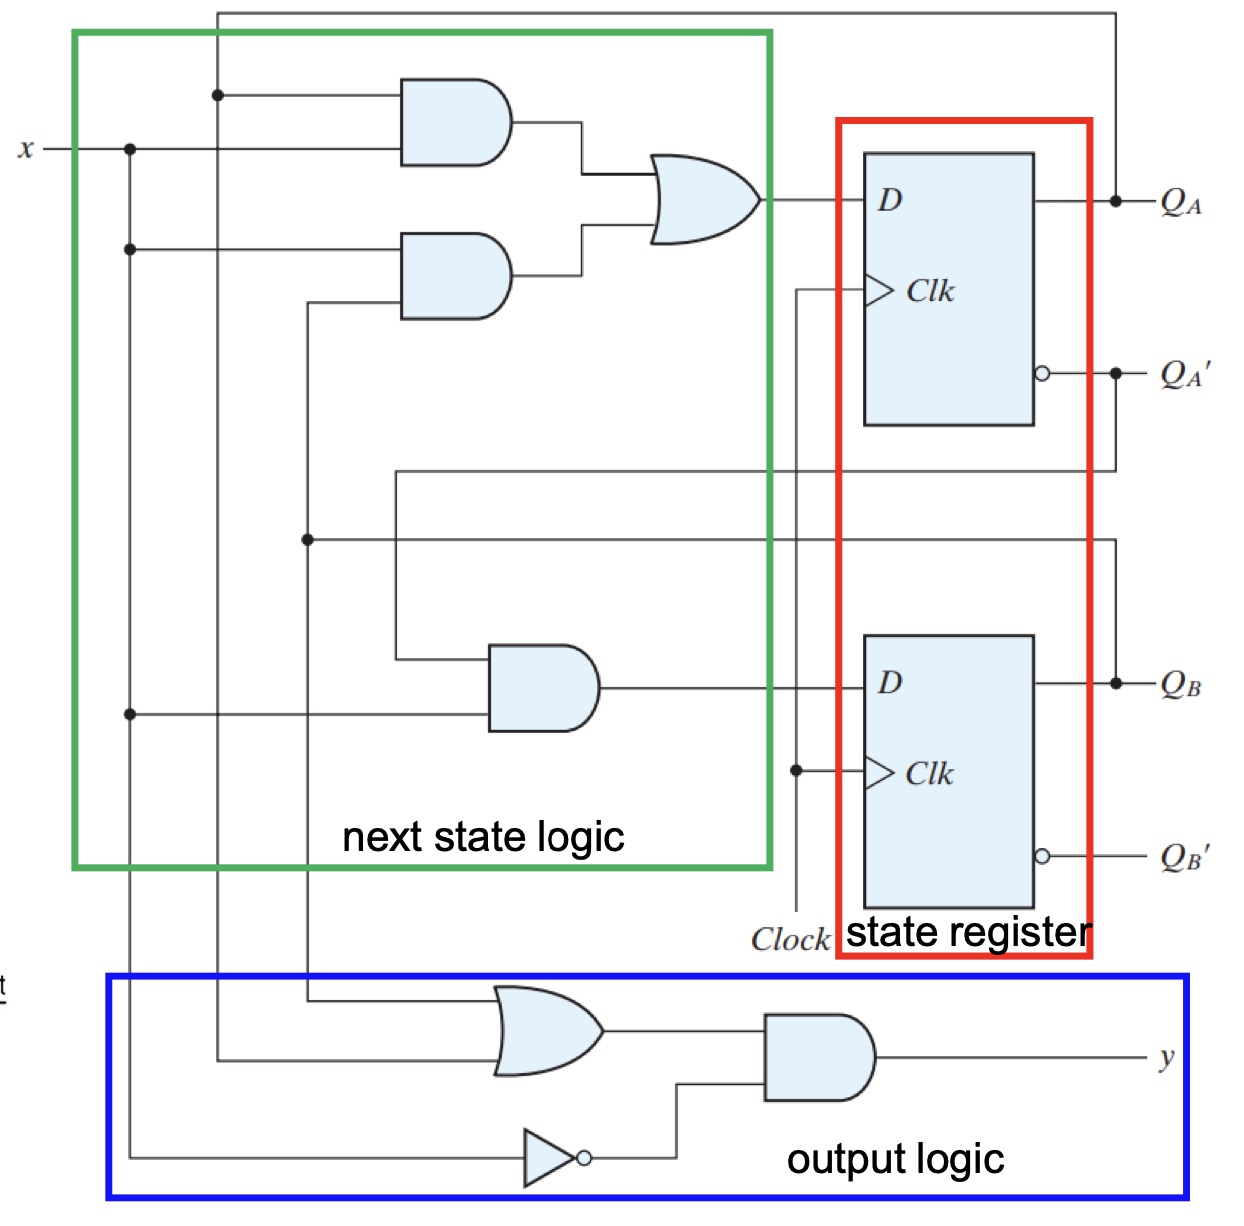 x
D
Q_A
Clk
Q_A'
D
Q_B
Clk
next state logic
Q_B'
Clock
state register
t
y
output logic